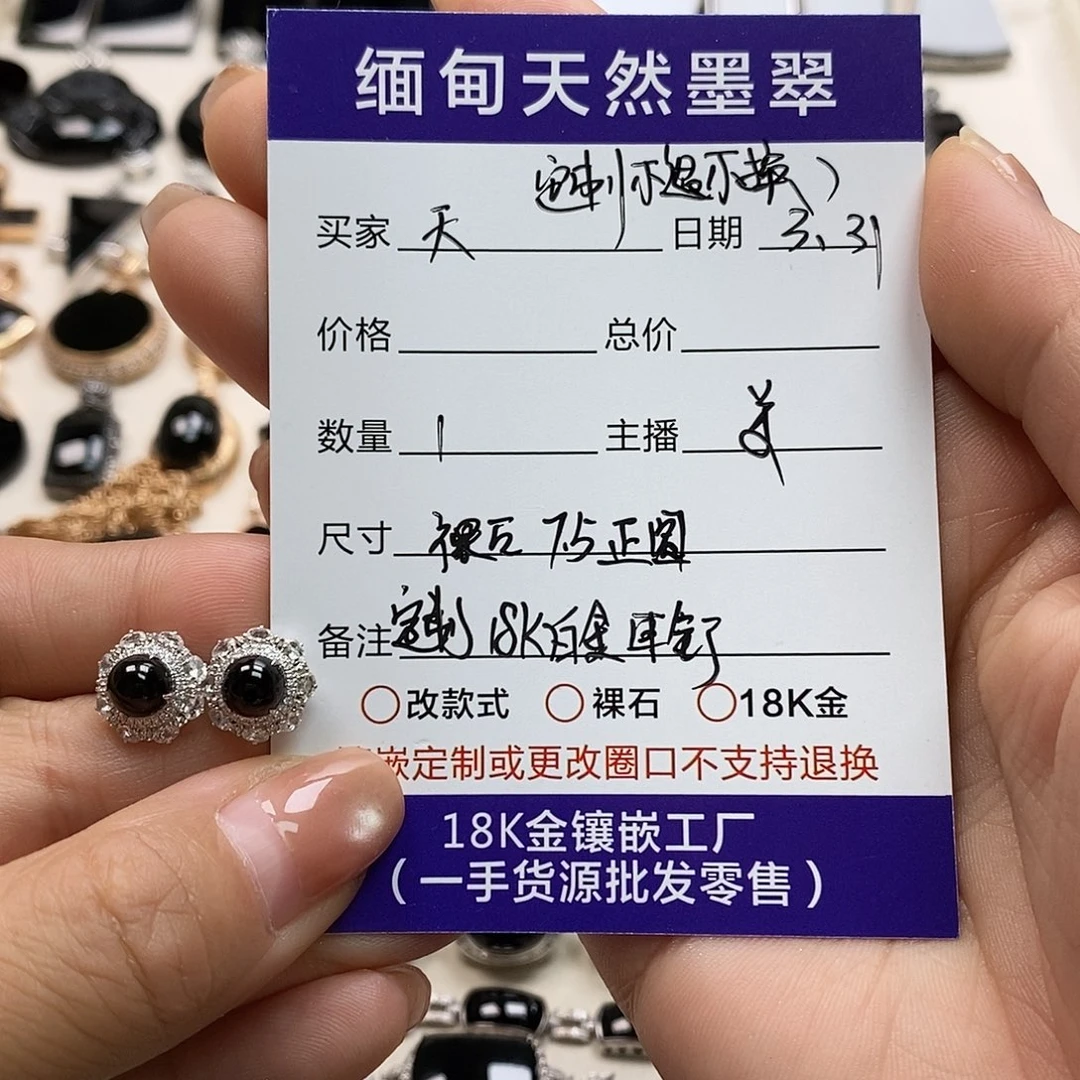 缅甸天然墨翠
定制(不退不换)
买家 天 日期 3.31
价格 总价
数量 1 主播
尺寸 裸石 7.5 正圆
备注 定制 18K白金耳钉
改款式 裸石 18K金
嵌定制或更改圈口不支持退换
18K金镶嵌工厂
(一手货源批发零售)